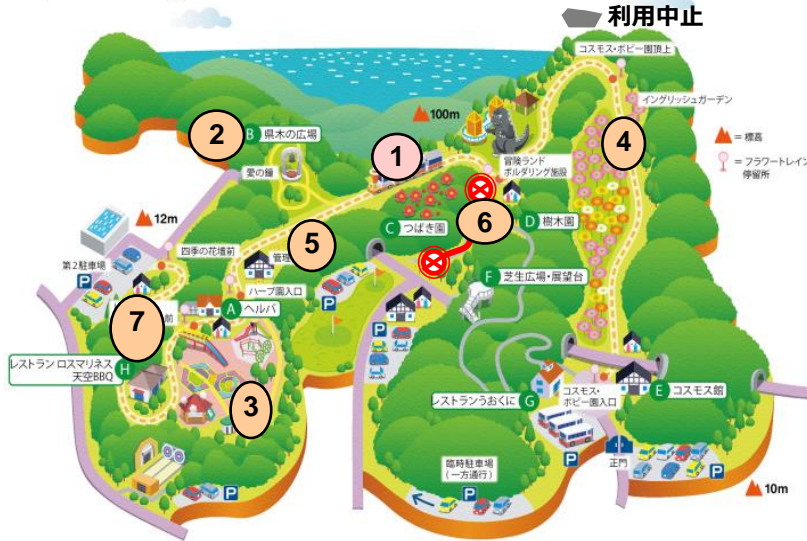 利用中止
コスモス・ポピー園頂上
イングリッシュガーデン
100m
= 標高
= フラワートレイン
停留所
2
B 県木の広場
1
4
冒険ランド
ボルダリング施設
愛の鐘
12m
6
C つばき園
D 樹木園
5
四季の花壇前
管理
第2駐車場
P
F 芝生広場・展望台
ハーブ園入口
P
A ヘルパ
7
前
P
レストラン ロスマリネス
天空BBQ
H
3
レストランうおくに G
コスモス・
ポピー園入口
E コスモス館
臨時駐車場
(一方通行)
正門
P
P
P
P
10m